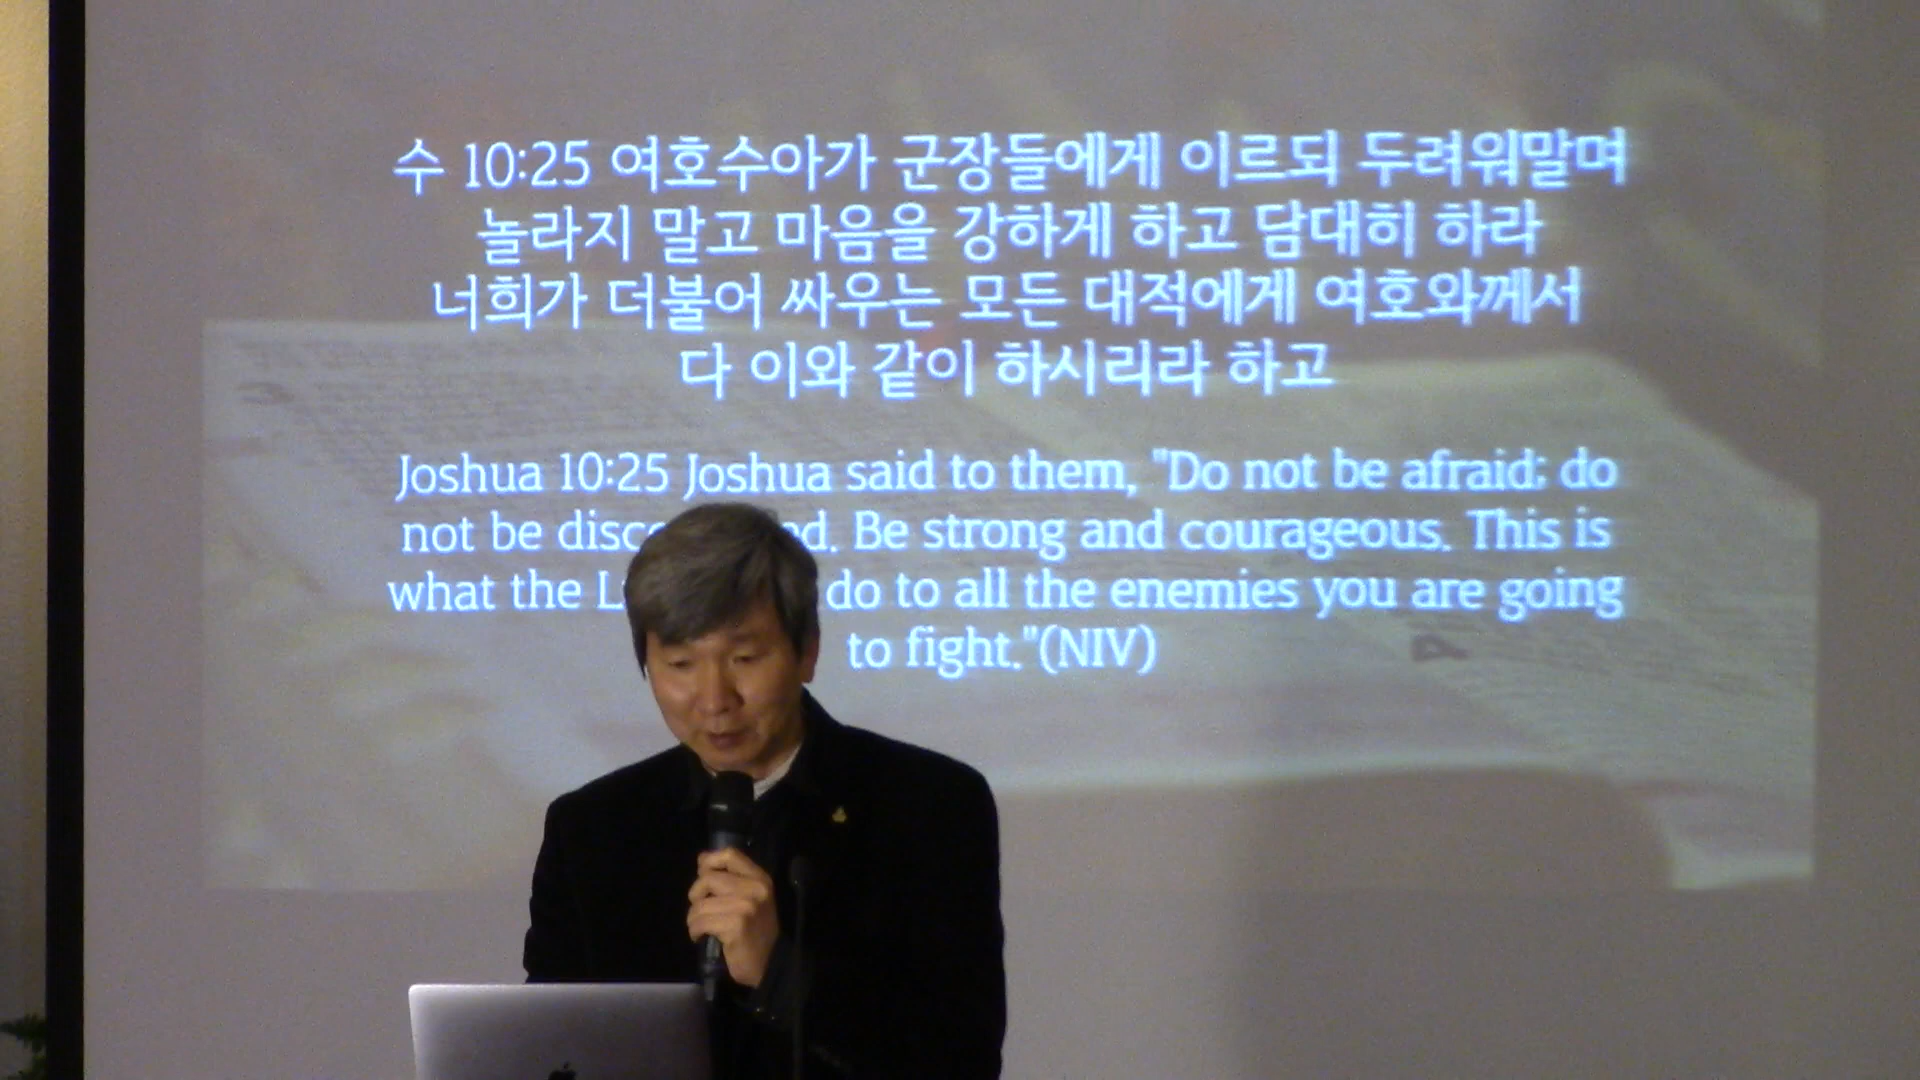 수 10:25 여호수아가 군장들에게 이르되 두려워말며
놀라지 말고 마음을 강하게 하고 담대히 하라
너희가 더불어 싸우는 모든 대적에게 여호와께서
다 이와 같이 하시리라 하고
Joshua 10:25 Joshua said to them, "Do not be afraid; do
not be Be strong and courageous. This is
what the do to all the enemies you are going
to fight."(NIV)